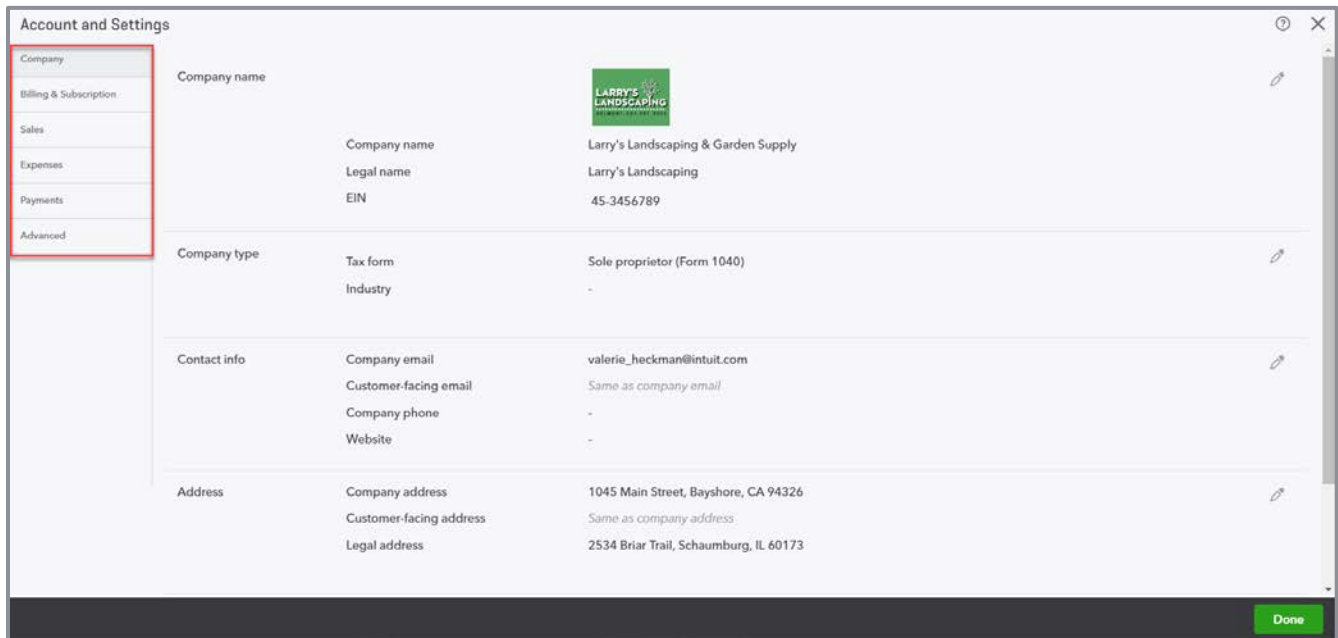 Account and Settings
Company
Billing & Subscription
Sales
Expenses
Payments
Advanced
Company name
LARRY'S
LANDSCAPING
Company name Larry's Landscaping & Garden Supply
Legal name Larry's Landscaping
EIN 45-3456789
Company type
Tax form Sole proprietor (Form 1040)
Industry -
Contact info
Company email valerie_heckman@intuit.com
Customer-facing email Same as company email
Company phone -
Website -
Address
Company address 1045 Main Street, Bayshore, CA 94326
Customer-facing address Same as company address
Legal address 2534 Briar Trail, Schaumburg, IL 60173
Done